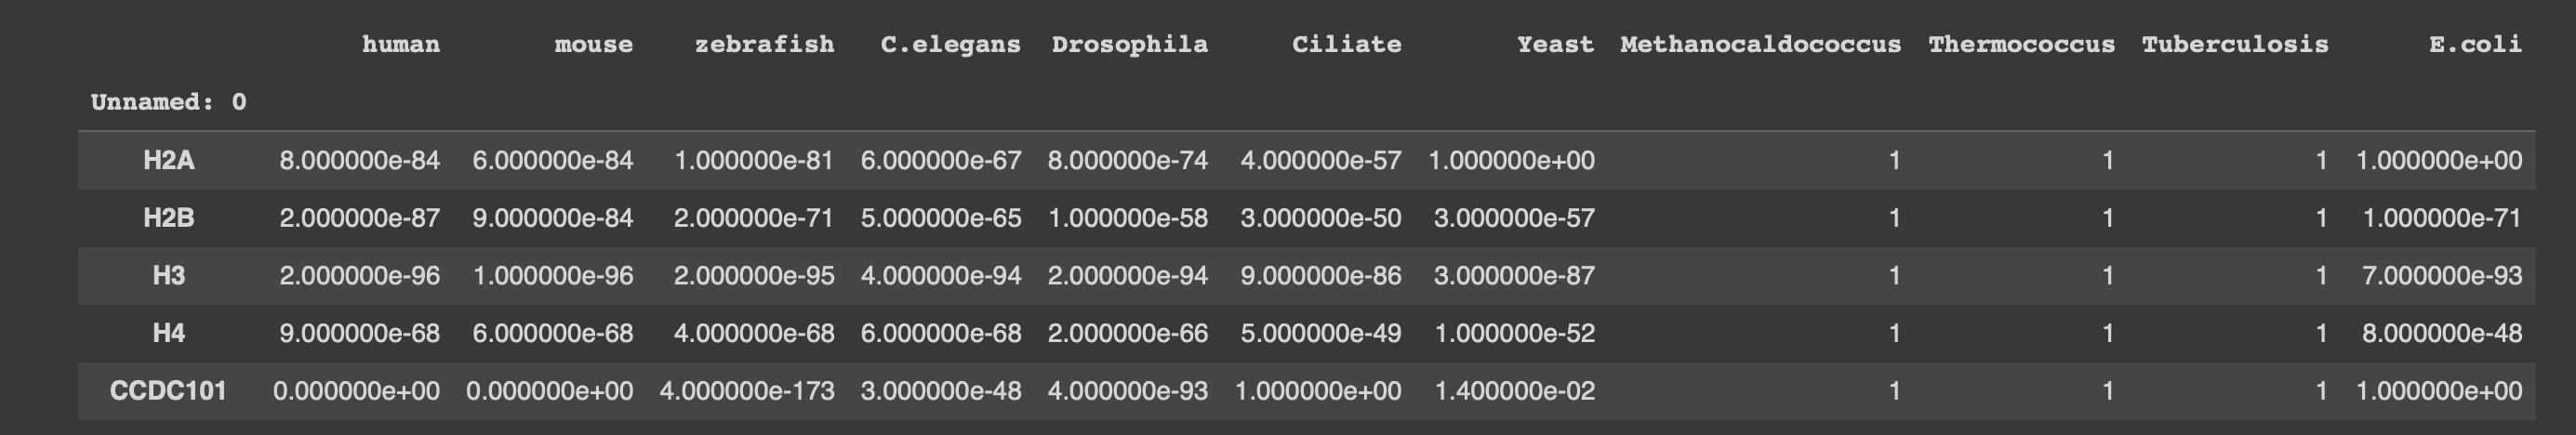 human mouse zebrafish C.elegans Drosophila Ciliate Yeast Methanocaldococcus Thermococcus Tuberculosis E.coli
Unnamed: 0
H2A 8.000000e-84 6.000000e-84 1.000000e-81 6.000000e-67 8.000000e-74 4.000000e-57 1.000000e+00 1 1 1 1.000000e+00
H2B 2.000000e-87 9.000000e-84 2.000000e-71 5.000000e-65 1.000000e-58 3.000000e-50 3.000000e-57 1 1 1 1.000000e-71
H3 2.000000e-96 1.000000e-96 2.000000e-95 4.000000e-94 2.000000e-94 9.000000e-86 3.000000e-87 1 1 1 7.000000e-93
H4 9.000000e-68 6.000000e-68 4.000000e-68 6.000000e-68 2.000000e-66 5.000000e-49 1.000000e-52 1 1 1 8.000000e-48
CCDC101 0.000000e+00 0.000000e+00 4.000000e-173 3.000000e-48 4.000000e-93 1.000000e+00 1.400000e-02 1 1 1 1.000000e+00